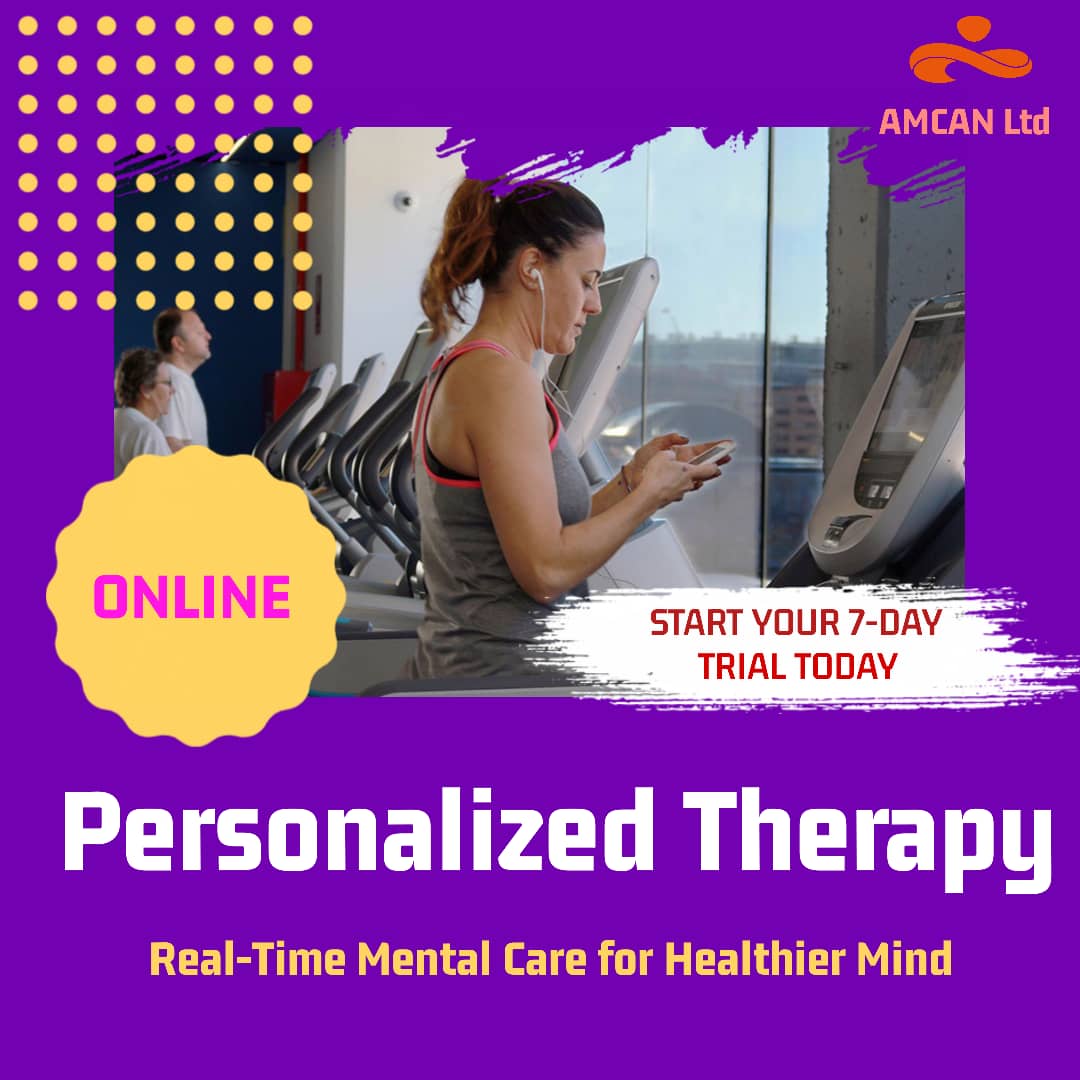 AMCAN Ltd
ONLINE
START YOUR 7-DAY
TRIAL TODAY
Personalized Therapy
Real-Time Mental Care for Healthier Mind